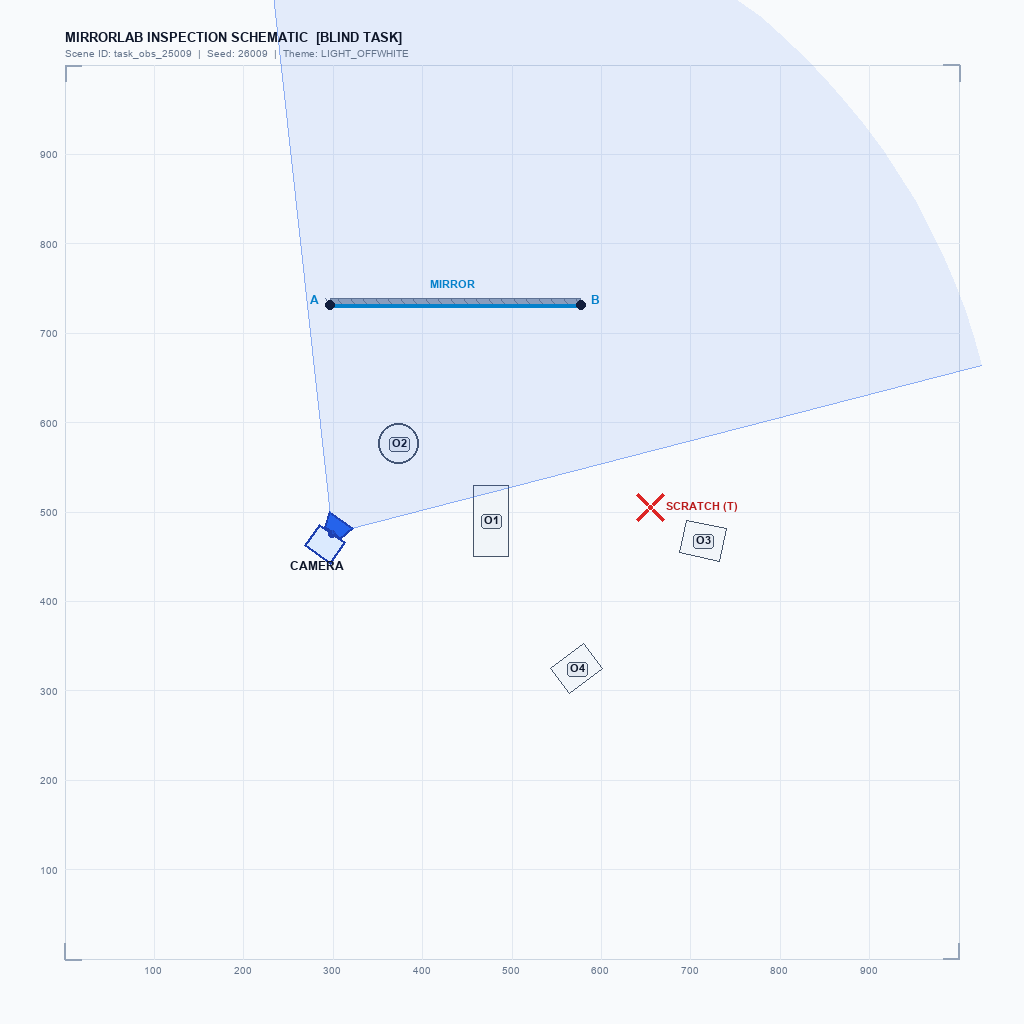 MIRRORLAB INSPECTION SCHEMATIC [BLIND TASK]
Scene ID: task_obs_25009 | Seed: 26009 | Theme: LIGHT_OFFWHITE
900
800
MIRROR
A
B
700
600
O2
500
SCRATCH (T)
O1
O3
CAMERA
400
O4
300
200
100
100 200 300 400 500 600 700 800 900